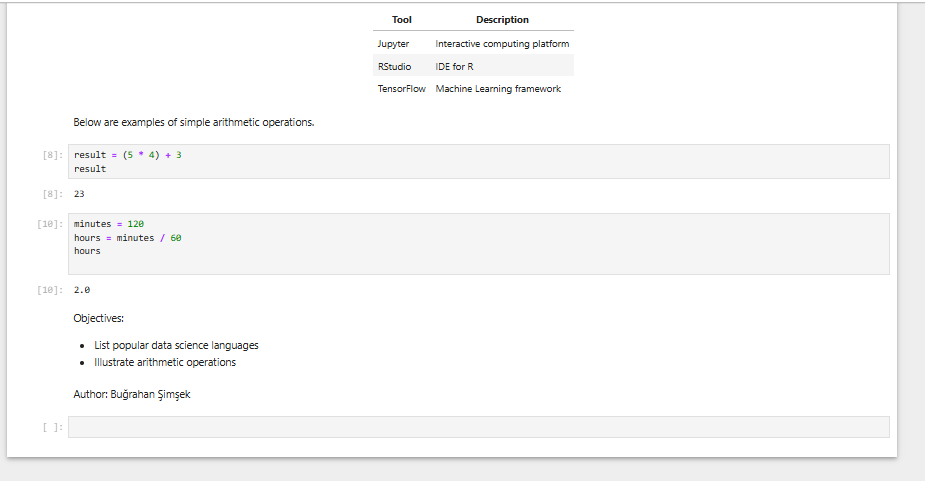 Tool Description
Jupyter Interactive computing platform
RStudio IDE for R
TensorFlow Machine Learning framework
Below are examples of simple arithmetic operations.
[8]: result = (5 * 4) + 3
result
[8]: 23
[10]: minutes = 120
hours = minutes / 60
hours
[10]: 2.0
Objectives:
• List popular data science languages
• Illustrate arithmetic operations
Author: Buğrahan Şimşek
[ ]: